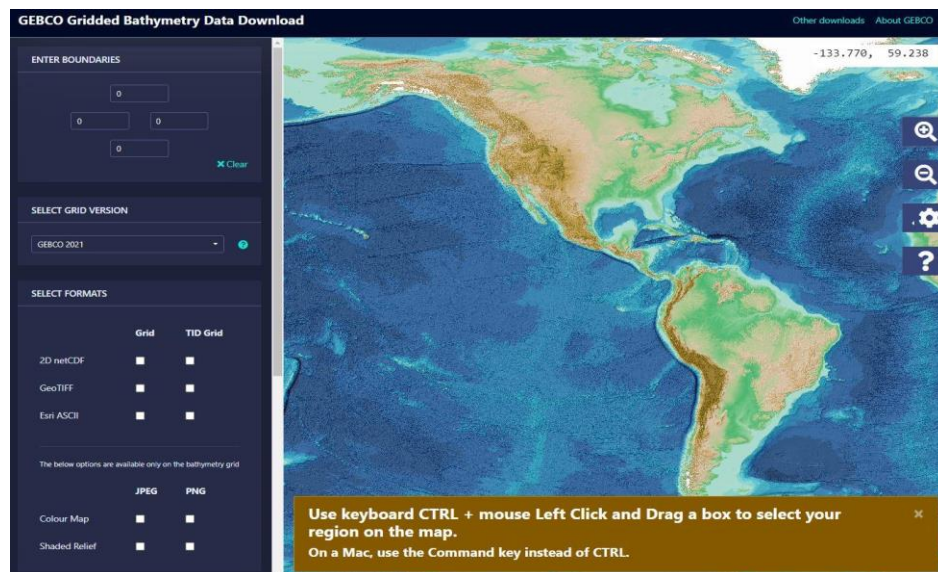 GEBCO Gridded Bathymetry Data Download
Other downloads About GEBCO
-133.770, 59.238
ENTER BOUNDARIES
0
0 0
0
✖ Clear
SELECT GRID VERSION
GEBCO 2021
?
SELECT FORMATS
Grid TID Grid
2D netCDF
GeoTIFF
Esri ASCII
The below options are available only on the bathymetry grid
JPEG PNG
Colour Map
Shaded Relief
?
Use keyboard CTRL + mouse Left Click and Drag a box to select your
region on the map.
On a Mac, use the Command key instead of CTRL.
×